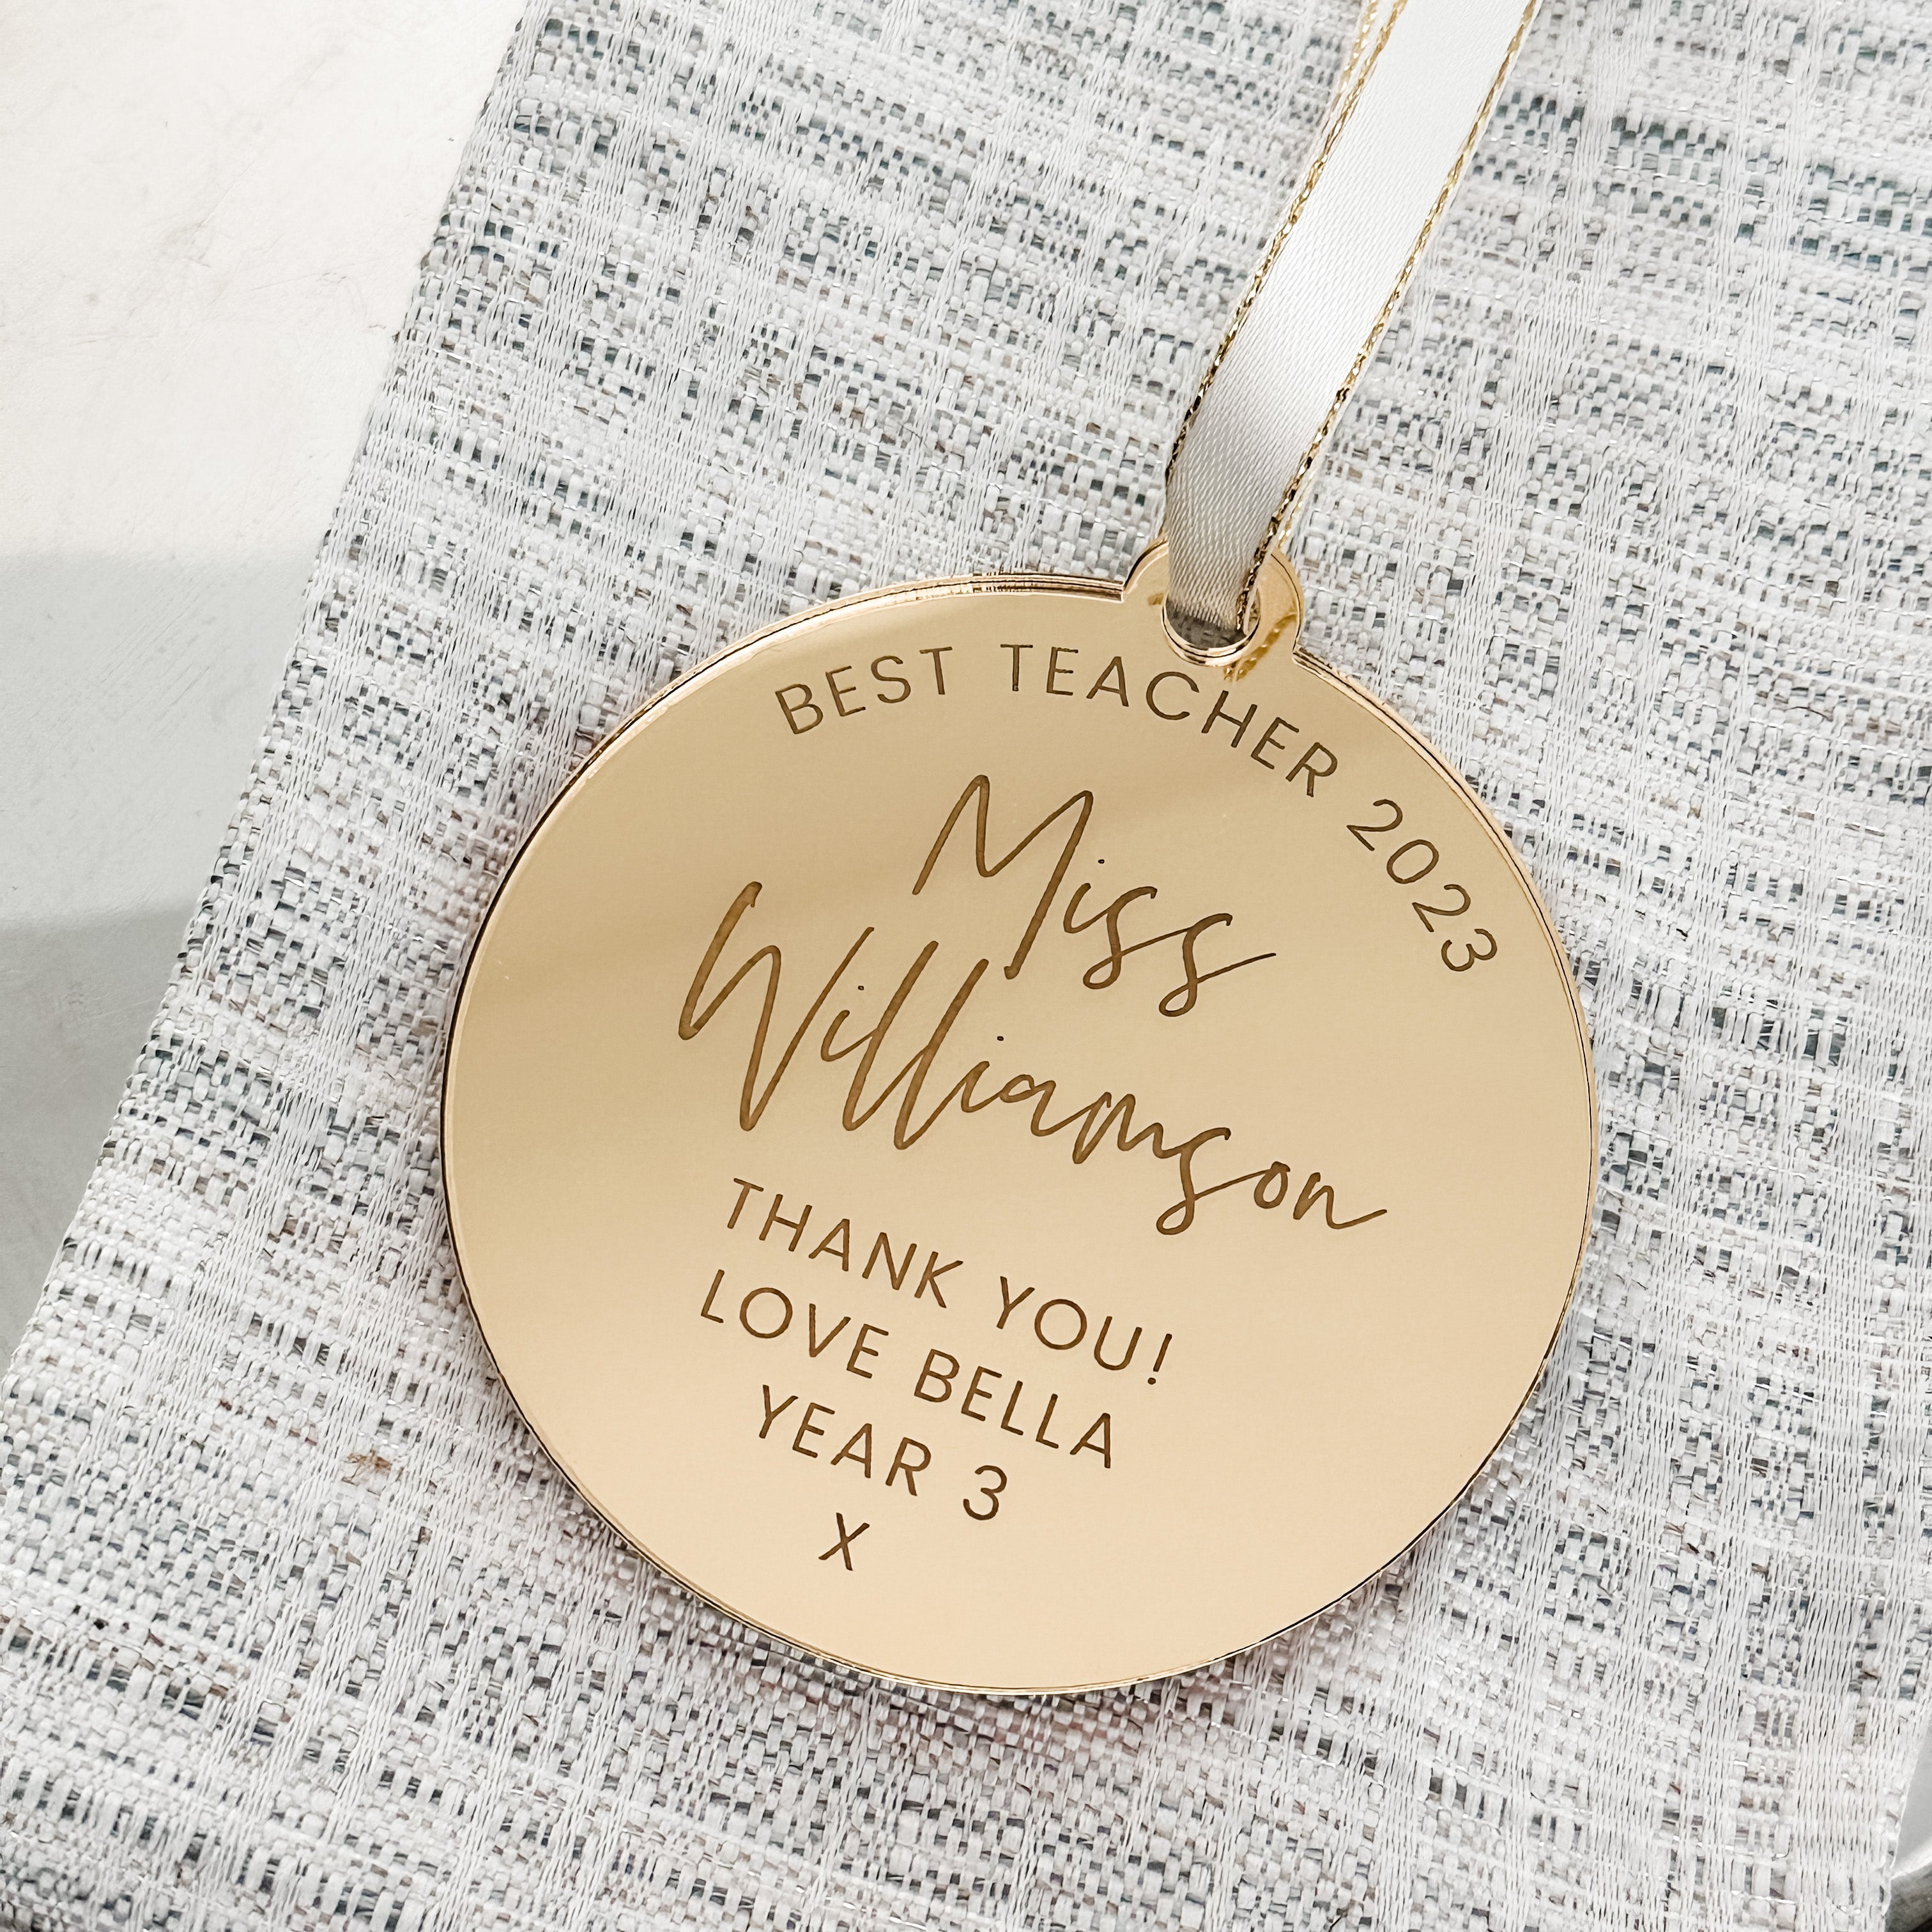 BEST TEACHER 2023
Miss
Williamson
THANK YOU!
LOVE BELLA
YEAR 3
X